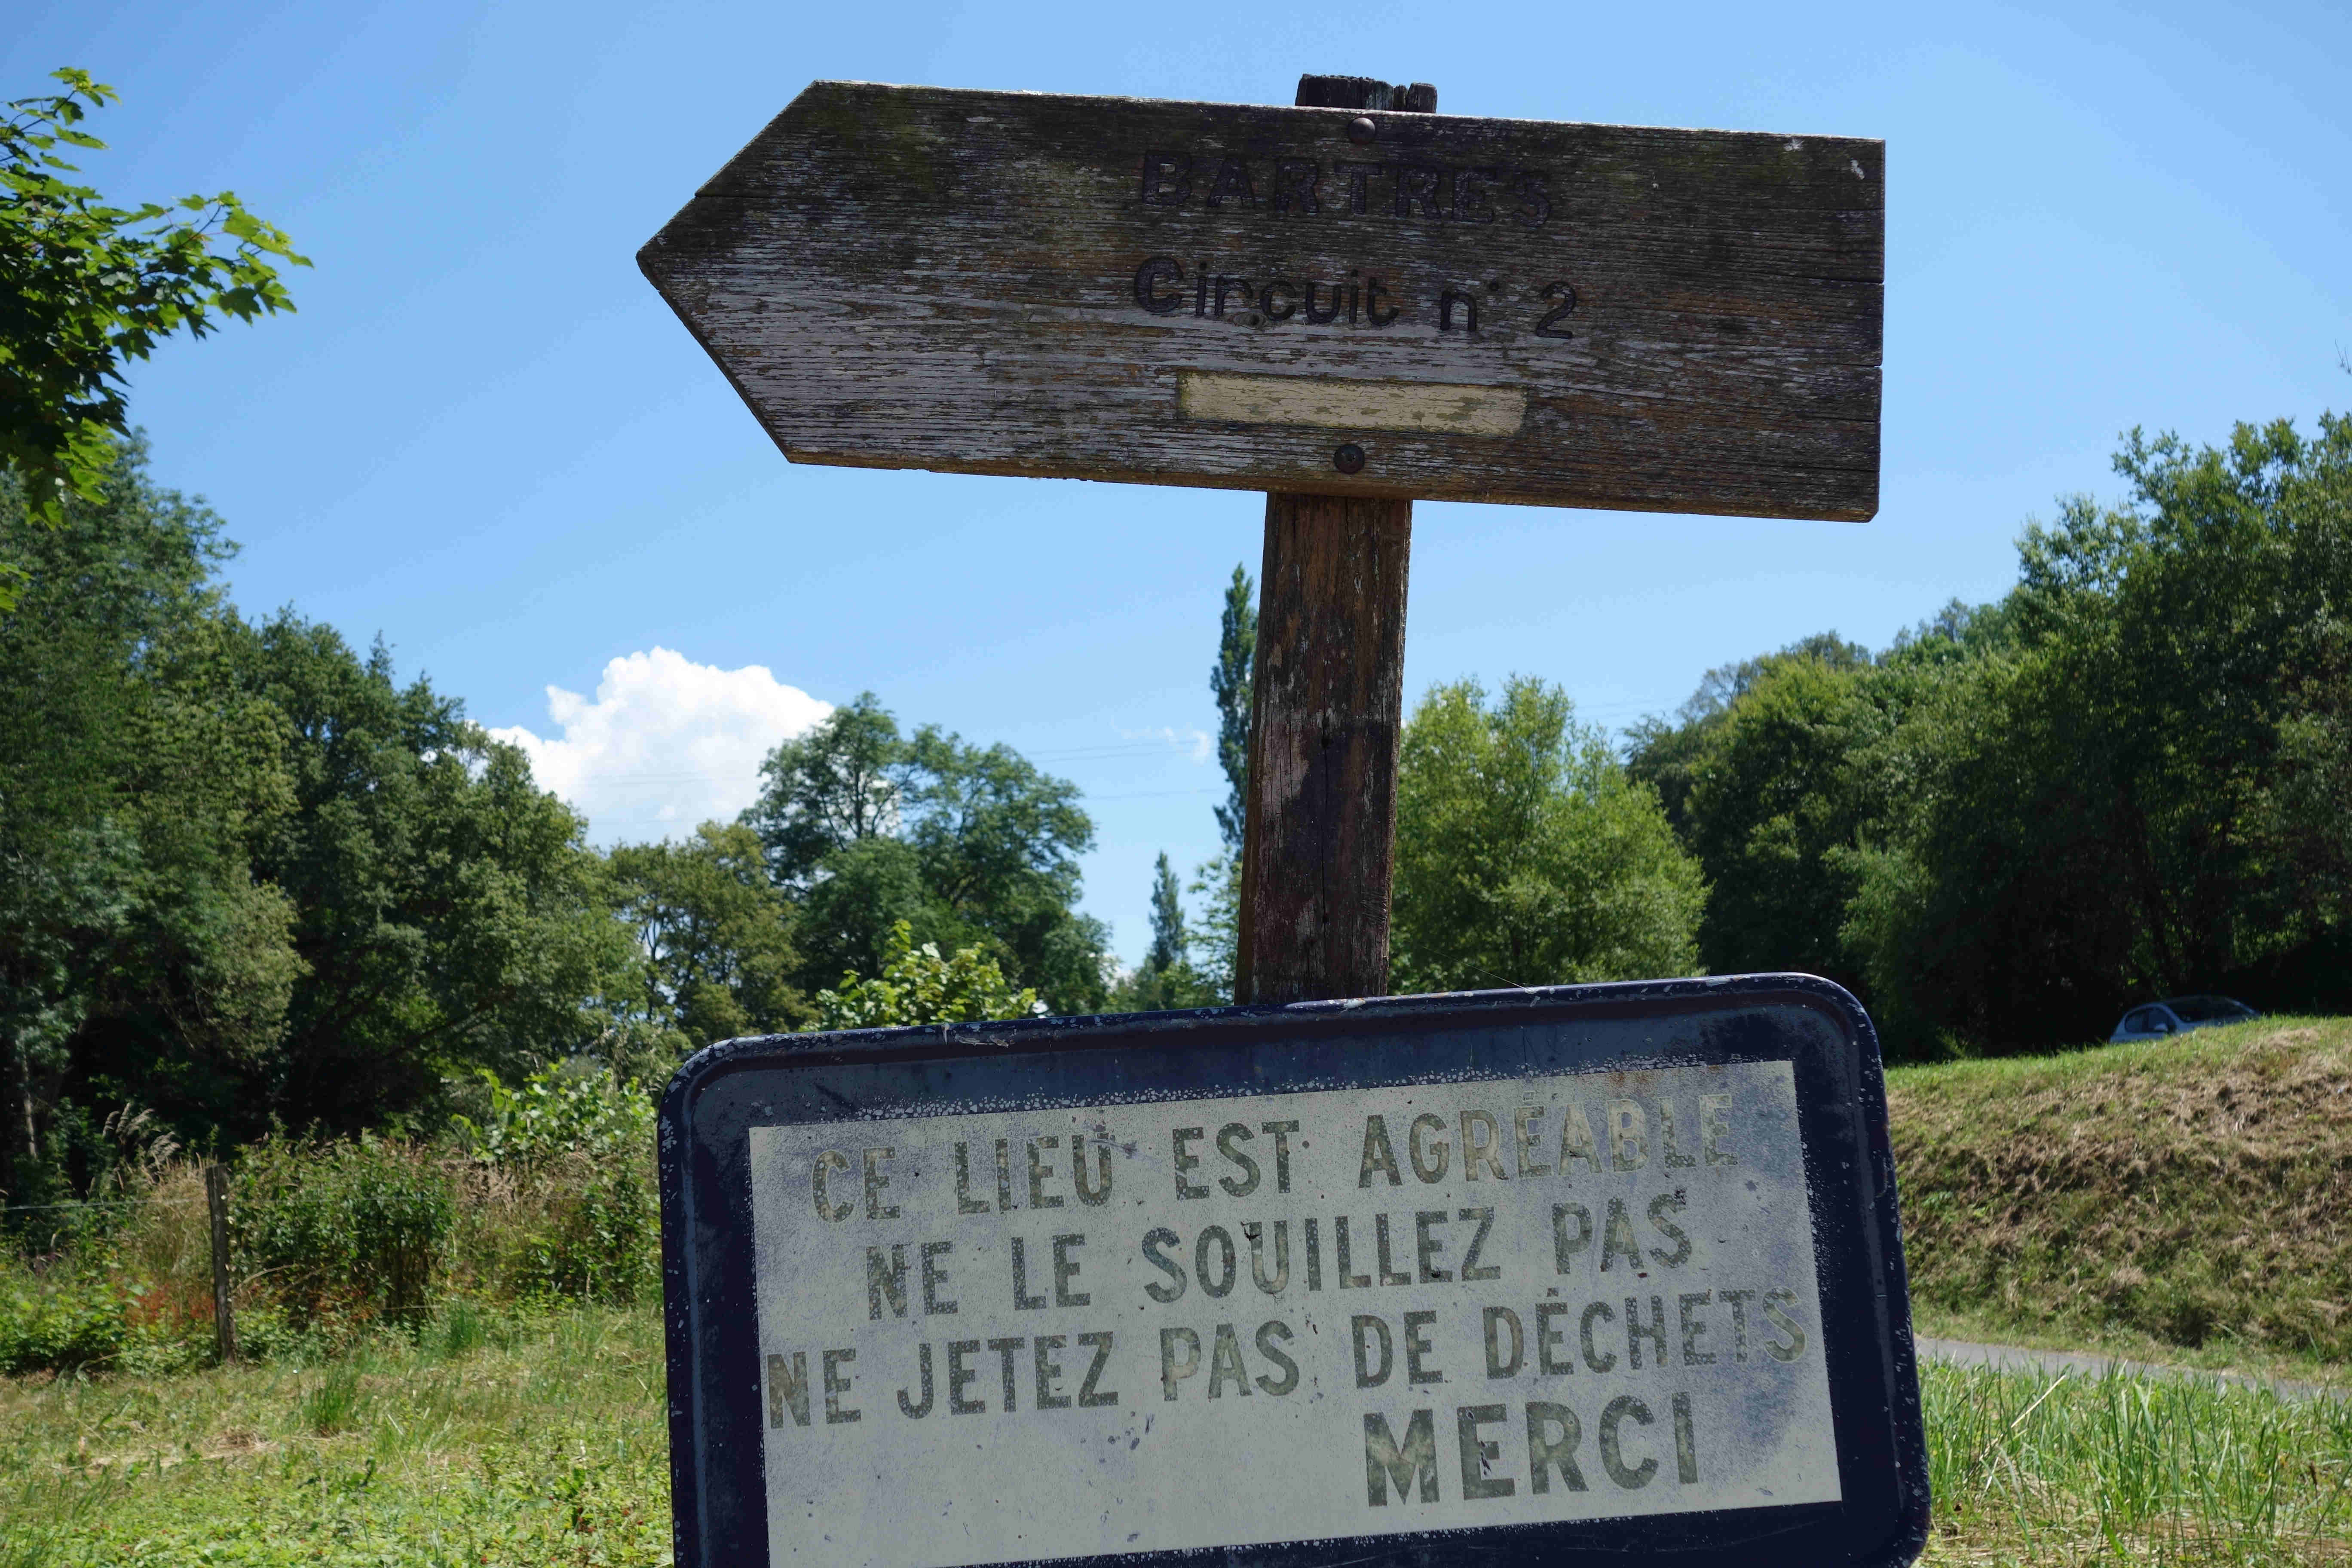 BARTRES
Circuit n° 2
CE LIEU EST AGRÉABLE
NE LE SOUILLEZ PAS
NE JETEZ PAS DE DÉCHETS
MERCI